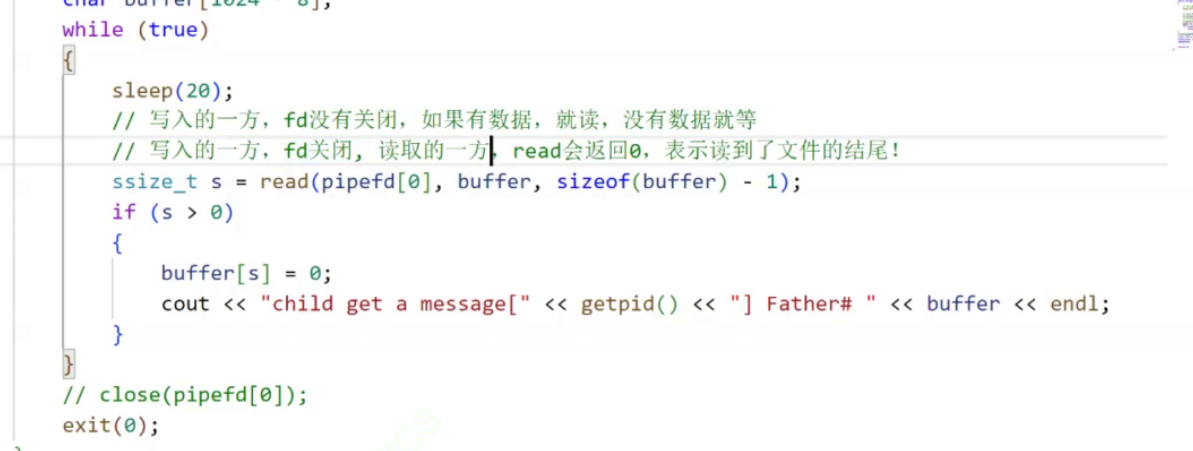 char buffer[1024 * 8];
while (true)
{
sleep(20);
// 写入的一方，fd没有关闭，如果有数据，就读，没有数据就等
// 写入的一方，fd关闭, 读取的一方，read会返回0，表示读到了文件的结尾！
ssize_t s = read(pipefd[0], buffer, sizeof(buffer) - 1);
if (s > 0)
{
buffer[s] = 0;
cout << "child get a message[" << getpid() << "] Father# " << buffer << endl;
}
}
// close(pipefd[0]);
exit(0);